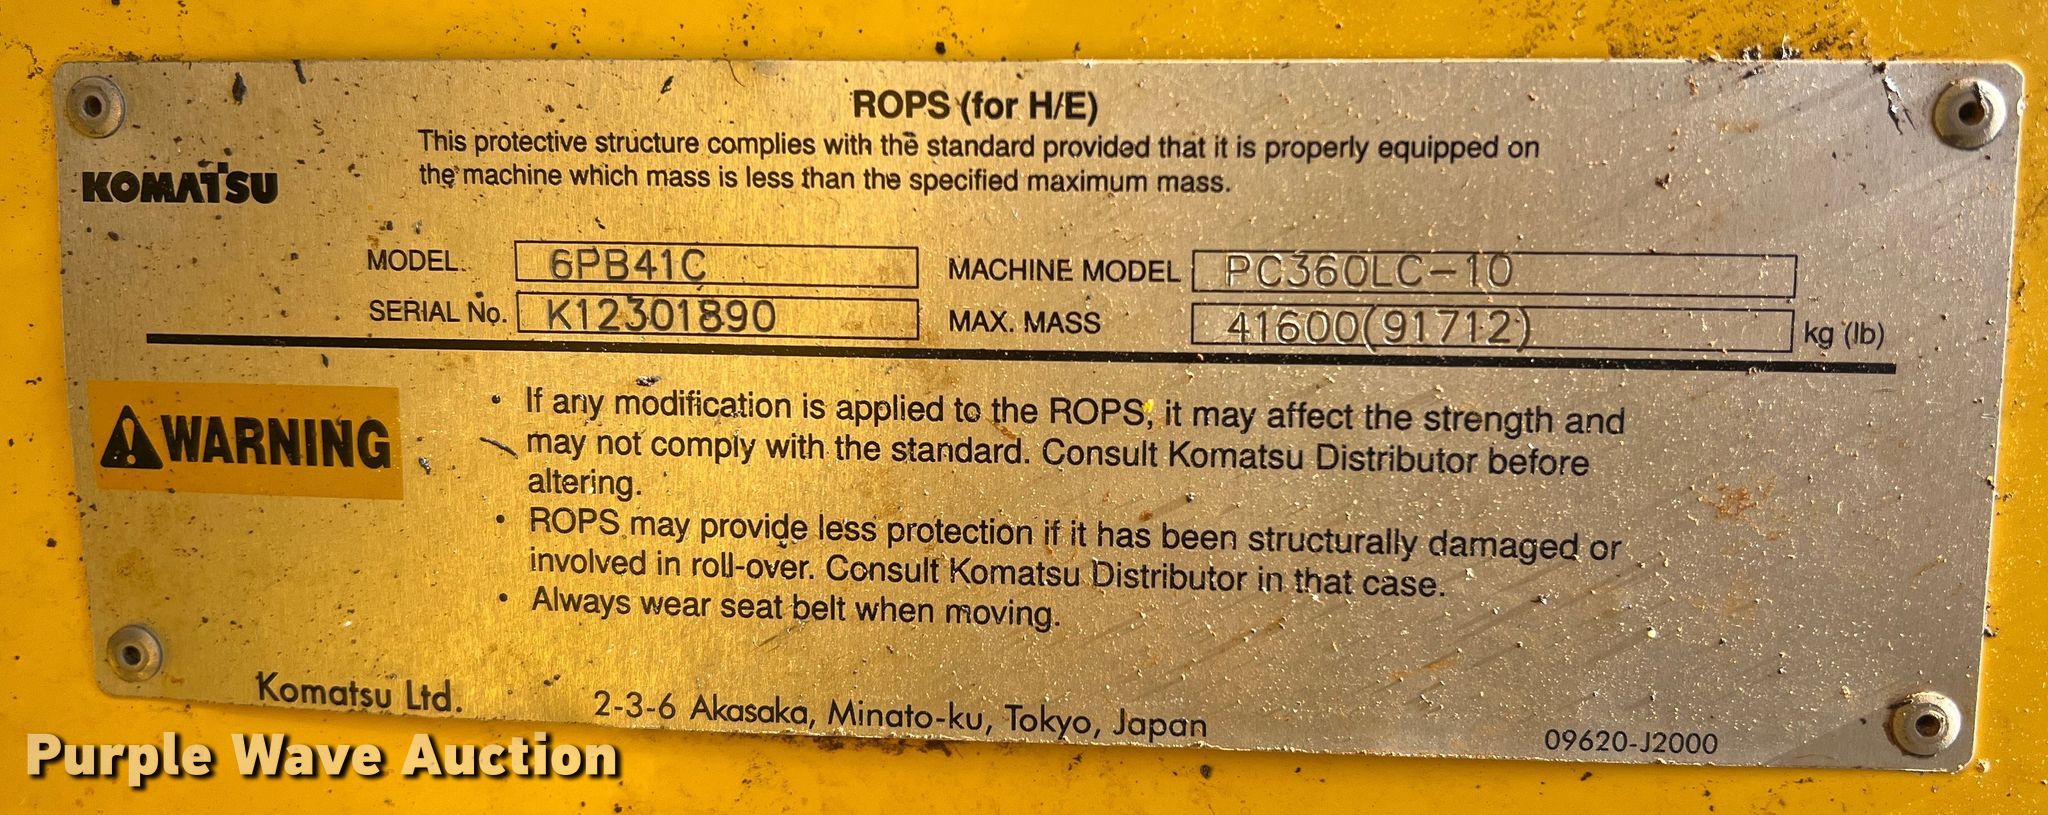 ROPS (for H/E)
This protective structure complies with the standard provided that it is properly equipped on
the machine which mass is less than the specified maximum mass.
KOMATSU
MODEL 6PB41C MACHINE MODEL PC360LC-10
SERIAL No. K12301890 MAX. MASS 41600(91712) kg (lb)
WARNING
• If any modification is applied to the ROPS, it may affect the strength and
may not comply with the standard. Consult Komatsu Distributor before
altering.
• ROPS may provide less protection if it has been structurally damaged or
involved in roll-over. Consult Komatsu Distributor in that case.
• Always wear seat belt when moving.
Komatsu Ltd. 2-3-6 Akasaka, Minato-ku, Tokyo, Japan
09620-J2000
Purple Wave Auction